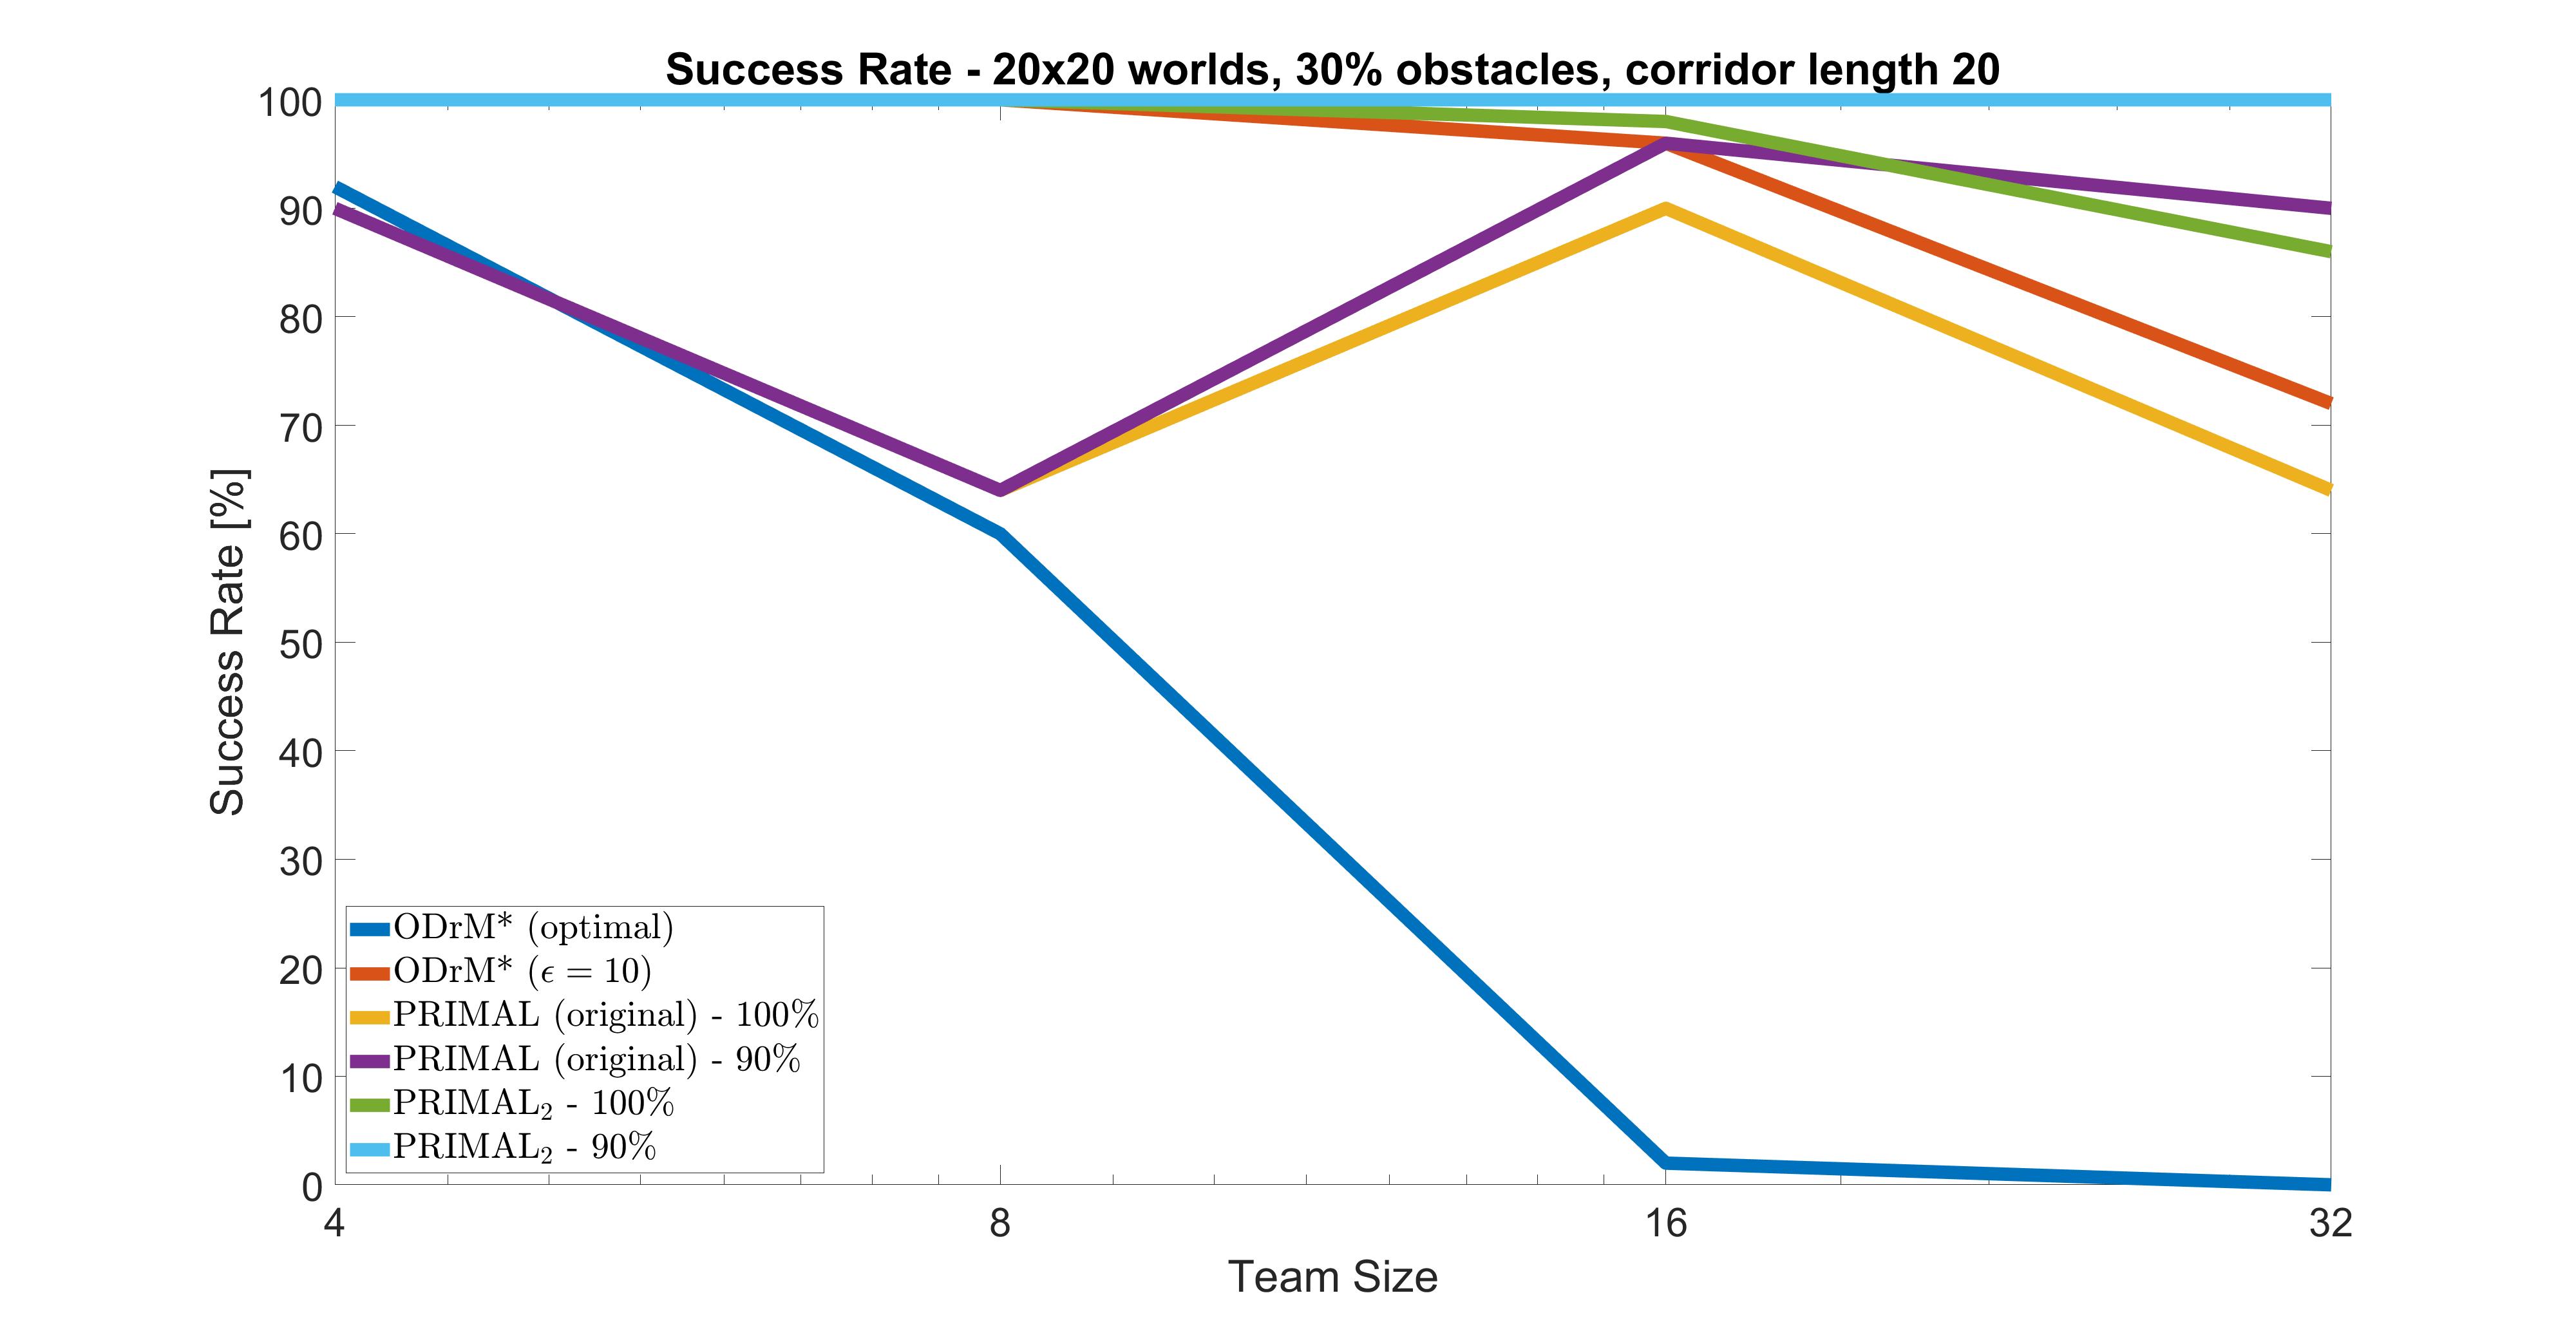 Success Rate - 20x20 worlds, 30% obstacles, corridor length 20
100
90
80
70
60
50
40
30
20
10
0
Success Rate [%]
ODrM* (optimal)
ODrM* (ϵ = 10)
PRIMAL (original) - 100%
PRIMAL (original) - 90%
PRIMAL₂ - 100%
PRIMAL₂ - 90%
4 8 16 32
Team Size